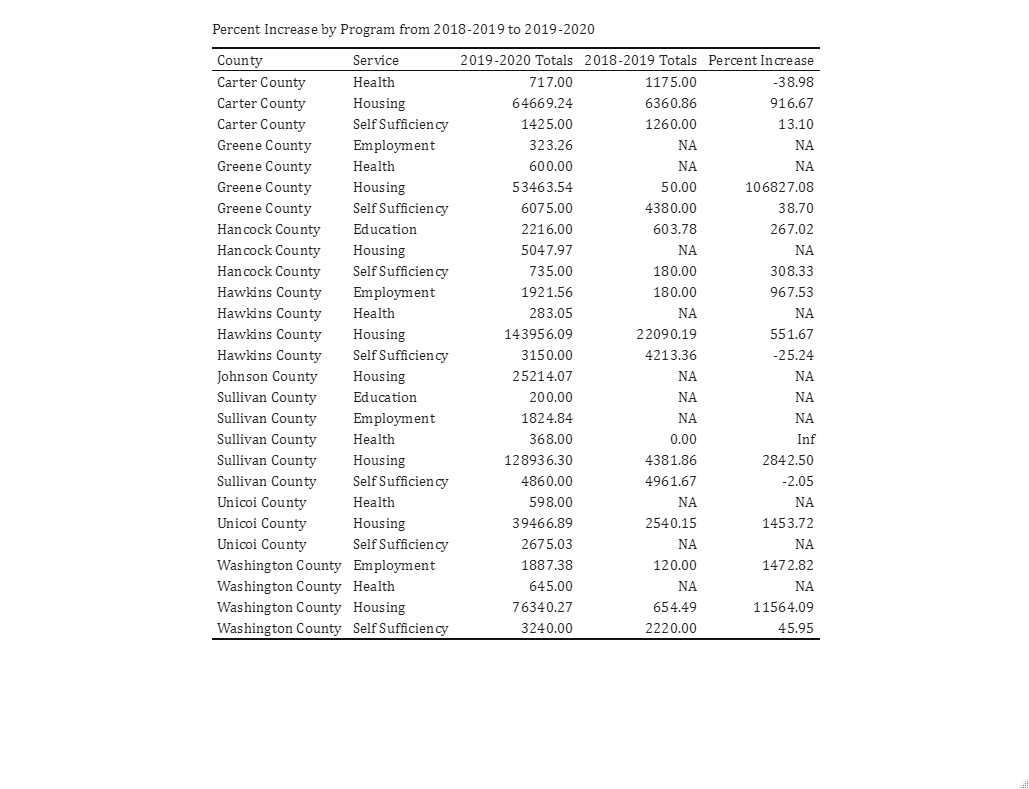 Percent Increase by Program from 2018-2019 to 2019-2020
County Service 2019-2020 Totals 2018-2019 Totals Percent Increase
Carter County Health 717.00 1175.00 -38.98
Carter County Housing 64669.24 6360.86 916.67
Carter County Self Sufficiency 1425.00 1260.00 13.10
Greene County Employment 323.26 NA NA
Greene County Health 600.00 NA NA
Greene County Housing 53463.54 50.00 106827.08
Greene County Self Sufficiency 6075.00 4380.00 38.70
Hancock County Education 2216.00 603.78 267.02
Hancock County Housing 5047.97 NA NA
Hancock County Self Sufficiency 735.00 180.00 308.33
Hawkins County Employment 1921.56 180.00 967.53
Hawkins County Health 283.05 NA NA
Hawkins County Housing 143956.09 22090.19 551.67
Hawkins County Self Sufficiency 3150.00 4213.36 -25.24
Johnson County Housing 25214.07 NA NA
Sullivan County Education 200.00 NA NA
Sullivan County Employment 1824.84 NA NA
Sullivan County Health 368.00 0.00 Inf
Sullivan County Housing 128936.30 4381.86 2842.50
Sullivan County Self Sufficiency 4860.00 4961.67 -2.05
Unicoi County Health 598.00 NA NA
Unicoi County Housing 39466.89 2540.15 1453.72
Unicoi County Self Sufficiency 2675.03 NA NA
Washington County Employment 1887.38 120.00 1472.82
Washington County Health 645.00 NA NA
Washington County Housing 76340.27 654.49 11564.09
Washington County Self Sufficiency 3240.00 2220.00 45.95